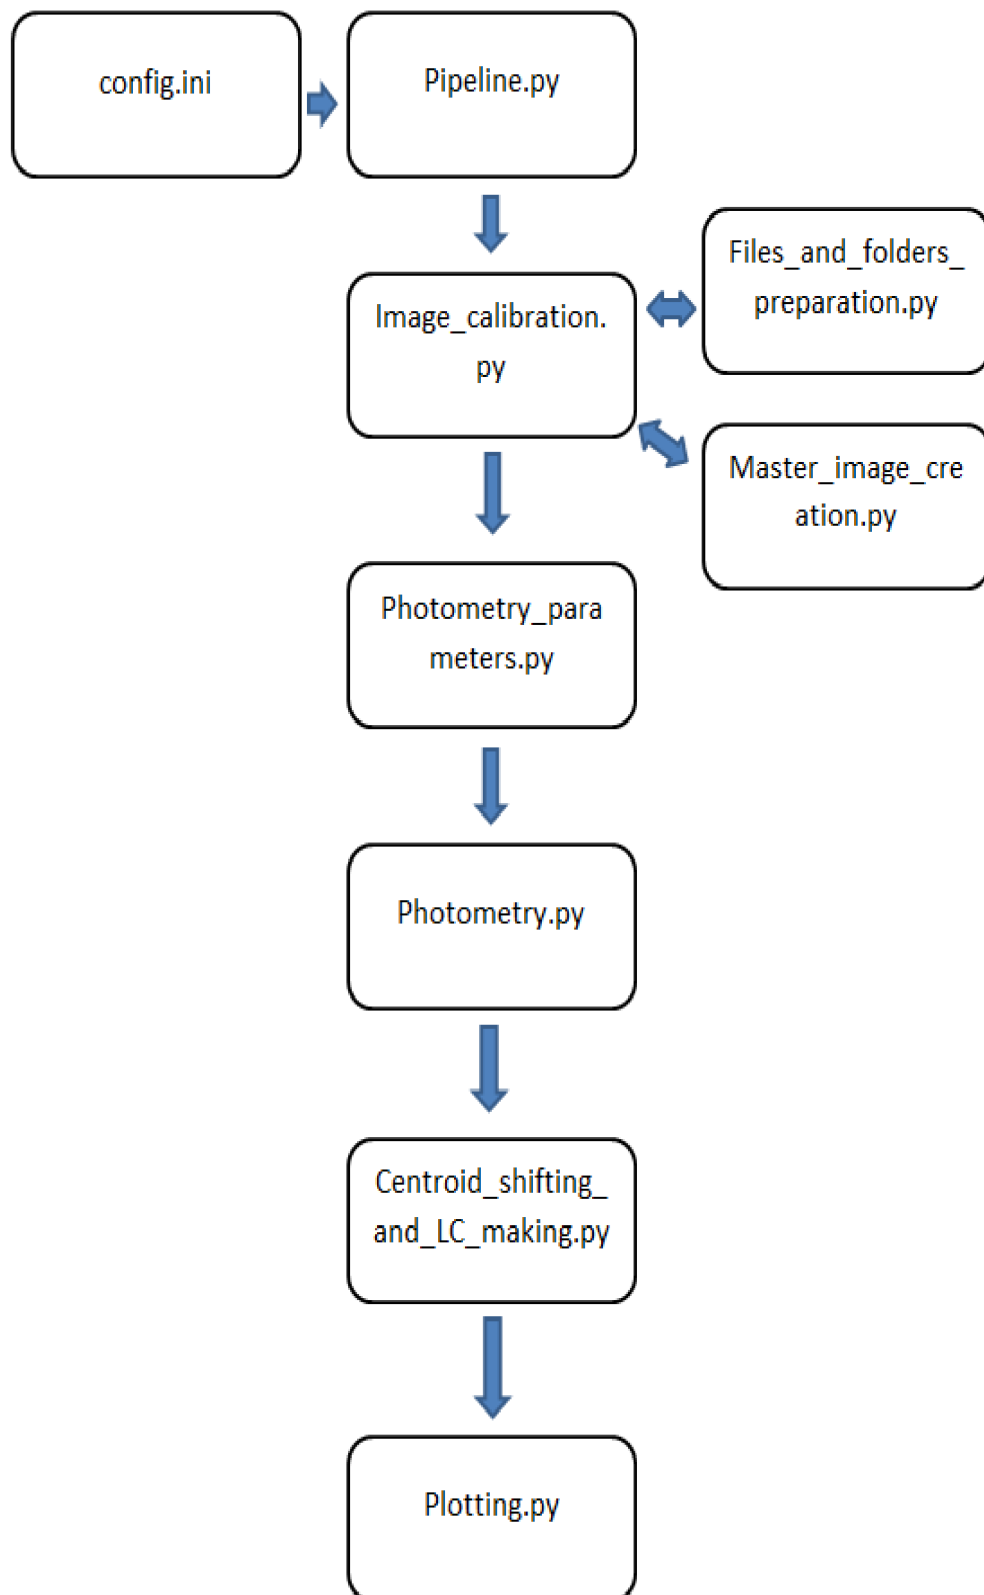 config.ini
Pipeline.py
Files_and_folders_
preparation.py
Image_calibration.
py
Master_image_cre
ation.py
Photometry_para
meters.py
Photometry.py
Centroid_shifting_
and_LC_making.py
Plotting.py